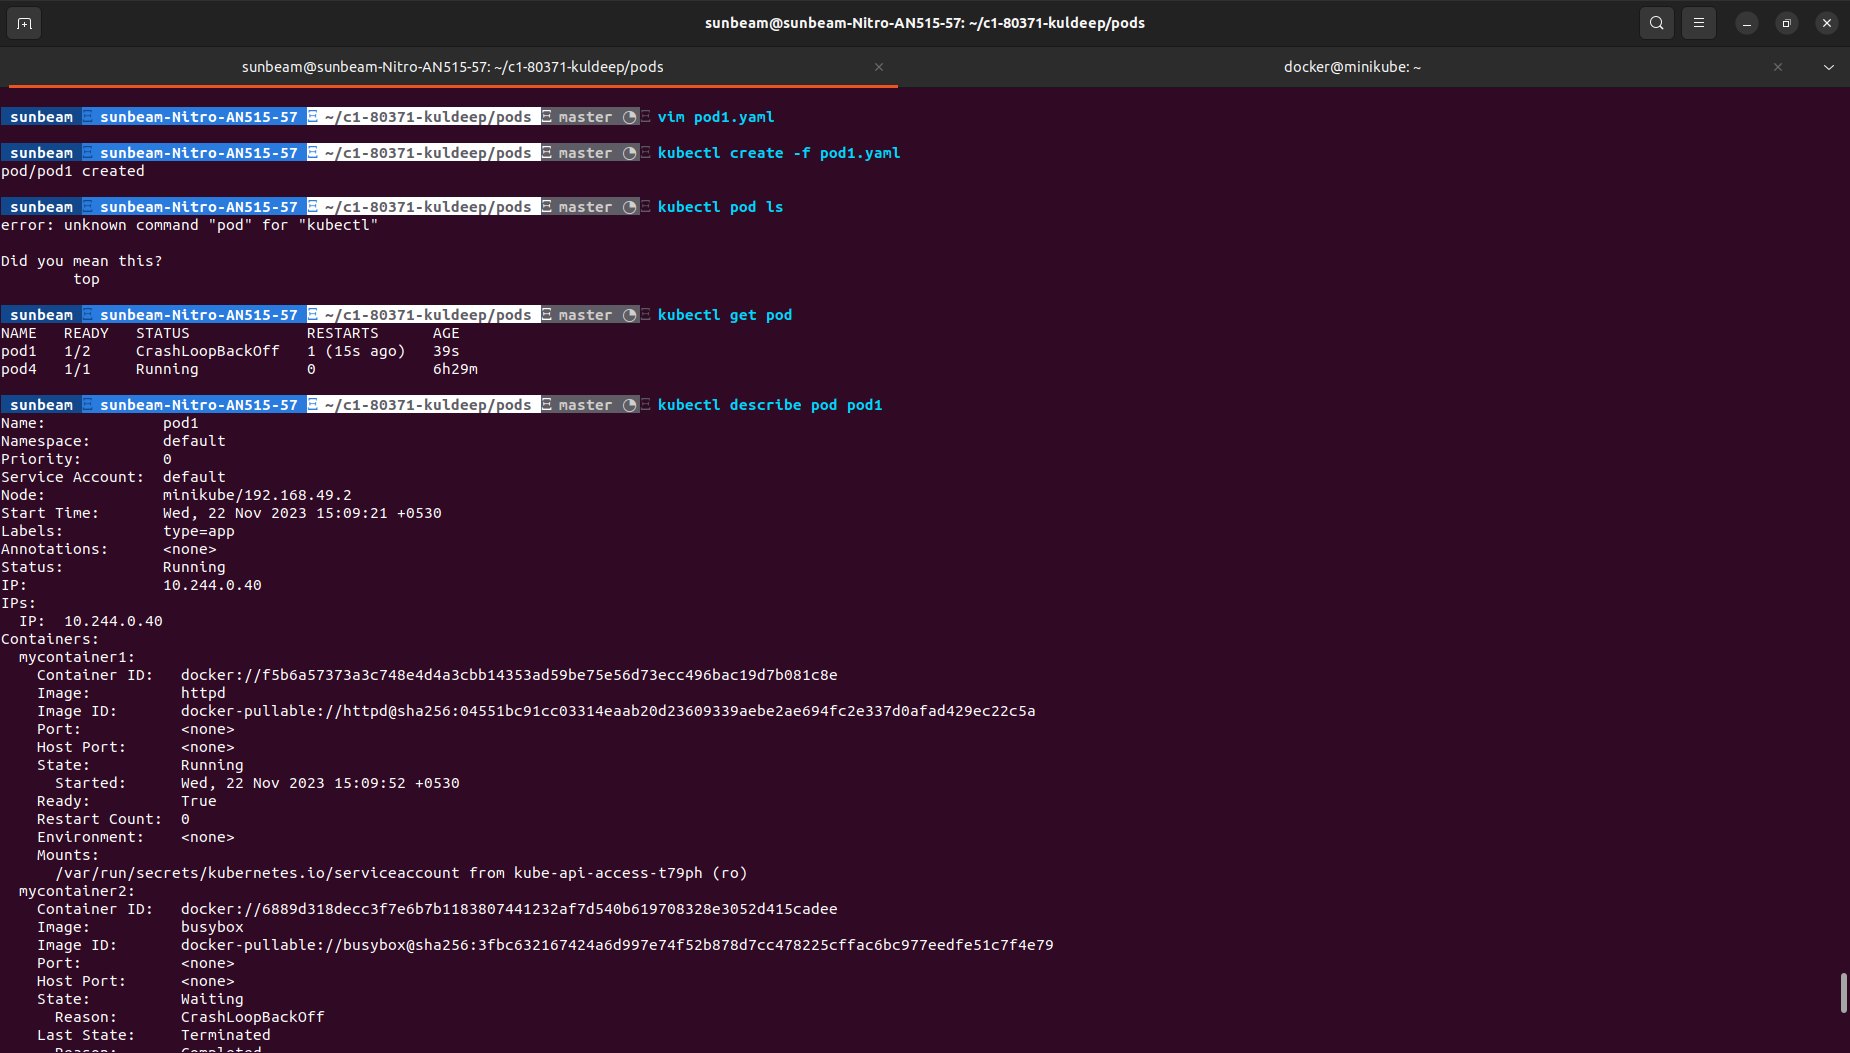 sunbeam@sunbeam-Nitro-AN515-57: ~/c1-80371-kuldeep/pods
sunbeam@sunbeam-Nitro-AN515-57: ~/c1-80371-kuldeep/pods
docker@minikube: ~
sunbeam sunbeam-Nitro-AN515-57 ~/c1-80371-kuldeep/pods master vim pod1.yaml
sunbeam sunbeam-Nitro-AN515-57 ~/c1-80371-kuldeep/pods master kubectl create -f pod1.yaml
pod/pod1 created
sunbeam sunbeam-Nitro-AN515-57 ~/c1-80371-kuldeep/pods master kubectl pod ls
error: unknown command "pod" for "kubectl"
Did you mean this?
top
sunbeam sunbeam-Nitro-AN515-57 ~/c1-80371-kuldeep/pods master kubectl get pod
NAME READY STATUS RESTARTS AGE
pod1 1/2 CrashLoopBackOff 1 (15s ago) 39s
pod4 1/1 Running 0 6h29m
sunbeam sunbeam-Nitro-AN515-57 ~/c1-80371-kuldeep/pods master kubectl describe pod pod1
Name: pod1
Namespace: default
Priority: 0
Service Account: default
Node: minikube/192.168.49.2
Start Time: Wed, 22 Nov 2023 15:09:21 +0530
Labels: type=app
Annotations: <none>
Status: Running
IP: 10.244.0.40
IPs:
IP: 10.244.0.40
Containers:
mycontainer1:
Container ID: docker://f5b6a57373a3c748e4d4a3cbb14353ad59be75e56d73ecc496bac19d7b081c8e
Image: httpd
Image ID: docker-pullable://httpd@sha256:04551bc91cc03314eaab20d23609339aebe2ae694fc2e337d0afad429ec22c5a
Port: <none>
Host Port: <none>
State: Running
Started: Wed, 22 Nov 2023 15:09:52 +0530
Ready: True
Restart Count: 0
Environment: <none>
Mounts:
/var/run/secrets/kubernetes.io/serviceaccount from kube-api-access-t79ph (ro)
mycontainer2:
Container ID: docker://6889d318decc3f7e6b7b1183807441232af7d540b619708328e3052d415cadee
Image: busybox
Image ID: docker-pullable://busybox@sha256:3fbc632167424a6d997e74f52b878d7cc478225cffac6bc977eedfe51c7f4e79
Port: <none>
Host Port: <none>
State: Waiting
Reason: CrashLoopBackOff
Last State: Terminated
Reason: Completed